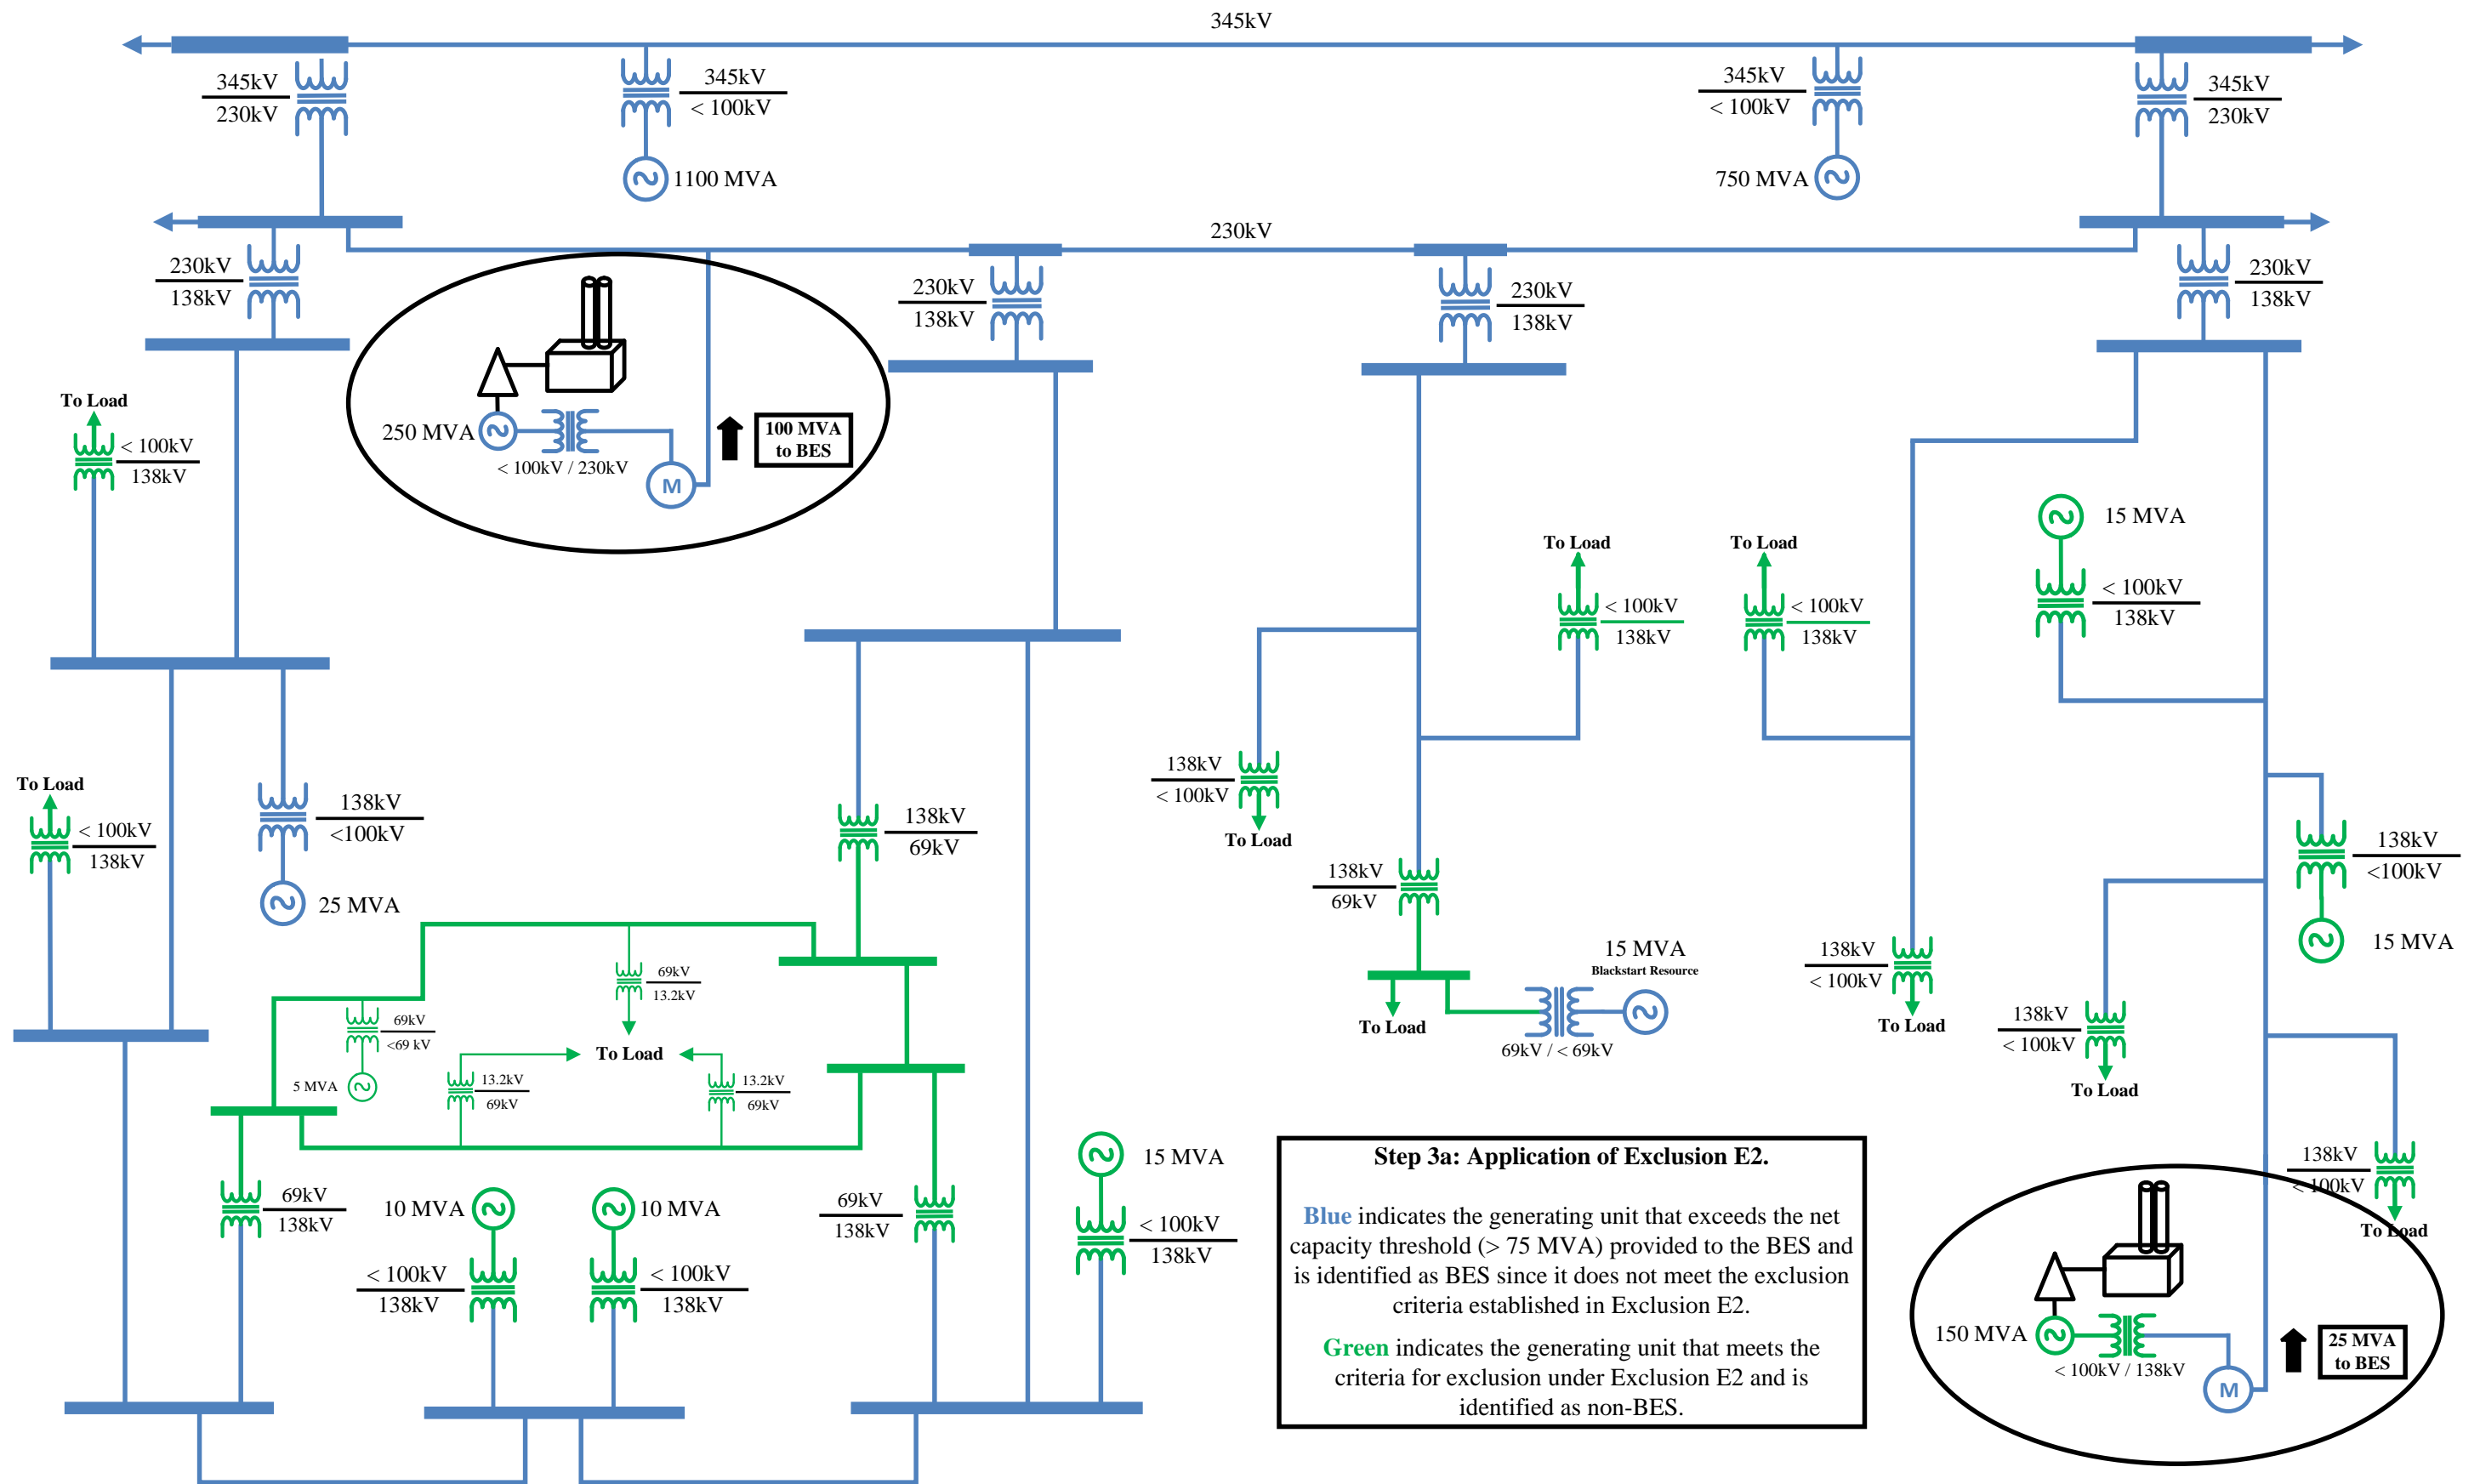 345kV
345kV
230kV
345kV
< 100kV
345kV
< 100kV
345kV
230kV
1100 MVA
750 MVA
230kV
230kV
138kV
230kV
138kV
230kV
138kV
230kV
138kV
250 MVA
< 100kV / 230kV
M
100 MVA
to BES
To Load
< 100kV
138kV
To Load
< 100kV
138kV
To Load
< 100kV
138kV
15 MVA
< 100kV
138kV
To Load
< 100kV
138kV
138kV
<100kV
25 MVA
138kV
69kV
138kV
< 100kV
To Load
138kV
69kV
15 MVA
Blackstart Resource
To Load
69kV / < 69kV
138kV
< 100kV
To Load
138kV
<100kV
15 MVA
138kV
< 100kV
To Load
69kV
13.2kV
69kV
<69 kV
5 MVA
To Load
13.2kV
69kV
13.2kV
69kV
69kV
138kV
10 MVA
< 100kV
138kV
10 MVA
< 100kV
138kV
69kV
138kV
15 MVA
< 100kV
138kV
Step 3a: Application of Exclusion E2.
Blue indicates the generating unit that exceeds the net
capacity threshold (> 75 MVA) provided to the BES and
is identified as BES since it does not meet the exclusion
criteria established in Exclusion E2.
Green indicates the generating unit that meets the
criteria for exclusion under Exclusion E2 and is
identified as non-BES.
138kV
< 100kV
To Load
150 MVA
< 100kV / 138kV
M
25 MVA
to BES